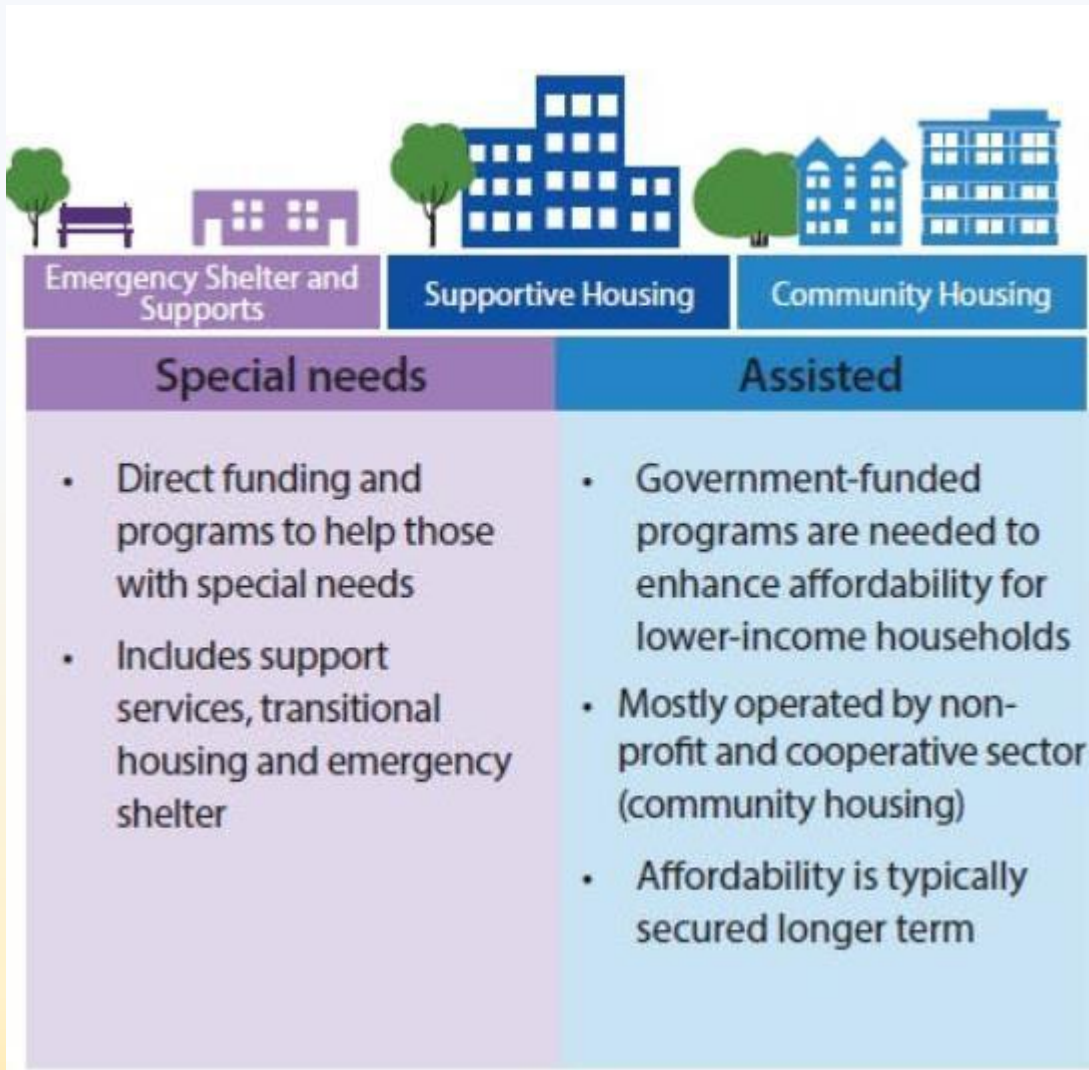 Emergency Shelter and
Supports
Supportive Housing
Community Housing
Special needs
Assisted
• Direct funding and
programs to help those
with special needs
• Includes support
services, transitional
housing and emergency
shelter
• Government-funded
programs are needed to
enhance affordability for
lower-income households
• Mostly operated by non-
profit and cooperative sector
(community housing)
• Affordability is typically
secured longer term